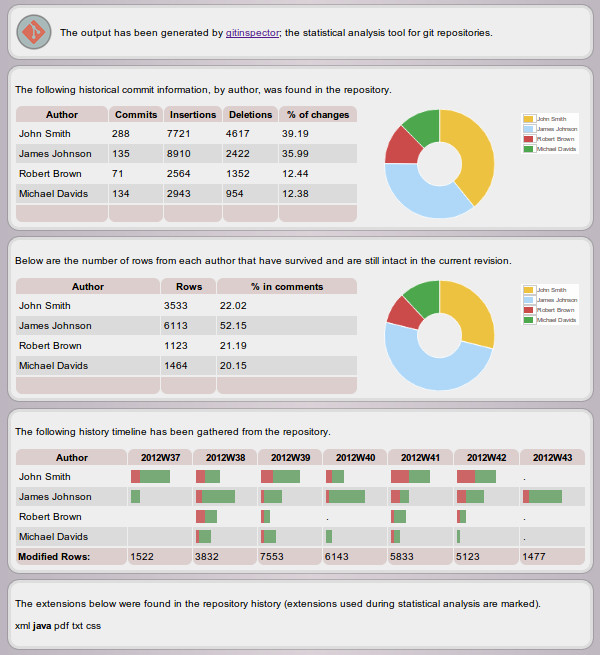 The output has been generated by gitinspector; the statistical analysis tool for git repositories.
The following historical commit information, by author, was found in the repository.
Author Commits Insertions Deletions % of changes
John Smith 288 7721 4617 39.19
James Johnson 135 8910 2422 35.99
Robert Brown 71 2564 1352 12.44
Michael Davids 134 2943 954 12.38
John Smith
James Johnson
Robert Brown
Michael Davids
Below are the number of rows from each author that have survived and are still intact in the current revision.
Author Rows % in comments
John Smith 3533 22.02
James Johnson 6113 52.15
Robert Brown 1123 21.19
Michael Davids 1464 20.15
John Smith
James Johnson
Robert Brown
Michael Davids
The following history timeline has been gathered from the repository.
Author 2012W37 2012W38 2012W39 2012W40 2012W41 2012W42 2012W43
John Smith .
James Johnson
Robert Brown . .
Michael Davids .
Modified Rows: 1522 3832 7553 6143 5833 5123 1477
The extensions below were found in the repository history (extensions used during statistical analysis are marked).
xml java pdf txt css